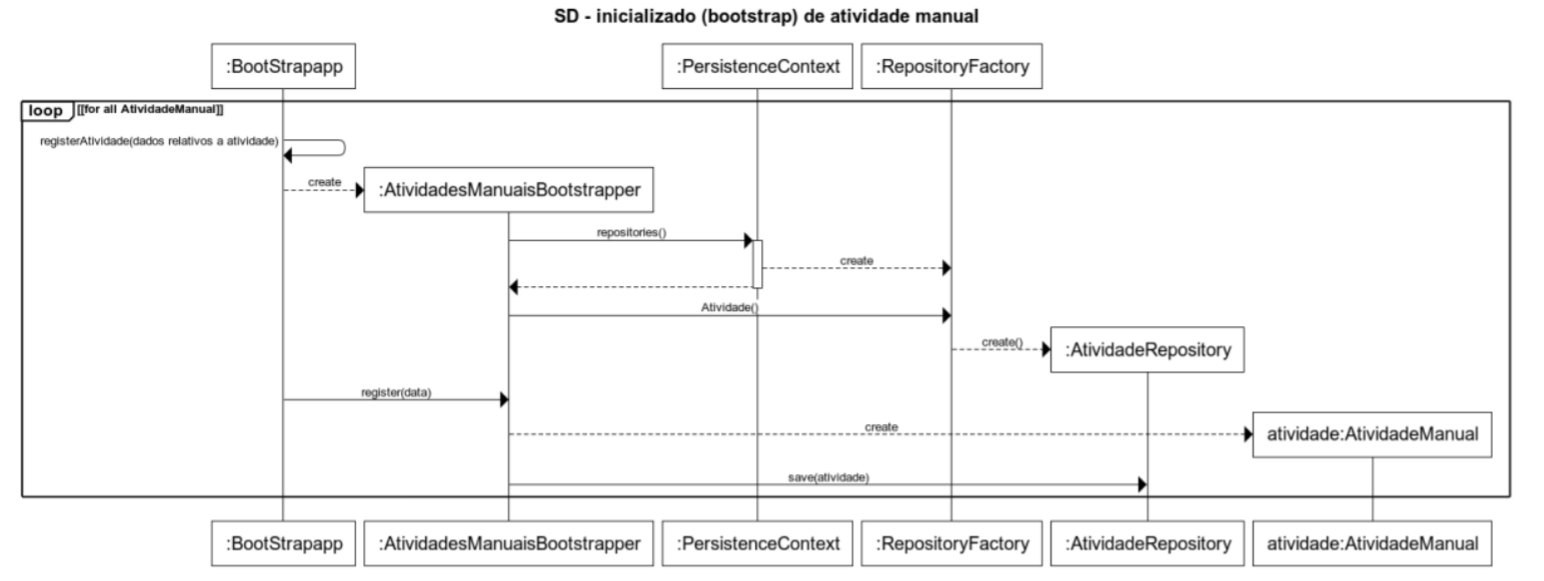 SD - inicializado (bootstrap) de atividade manual
:BootStrapapp
:PersistenceContext
:RepositoryFactory
loop
[[for all AtividadeManual]]
registerAtividade(dados relativos a atividade)
create
:AtividadesManuaisBootstrapper
repositories()
create
Atividade()
create()
:AtividadeRepository
register(data)
create
atividade:AtividadeManual
save(atividade)
:BootStrapapp
:AtividadesManuaisBootstrapper
:PersistenceContext
:RepositoryFactory
:AtividadeRepository
atividade:AtividadeManual